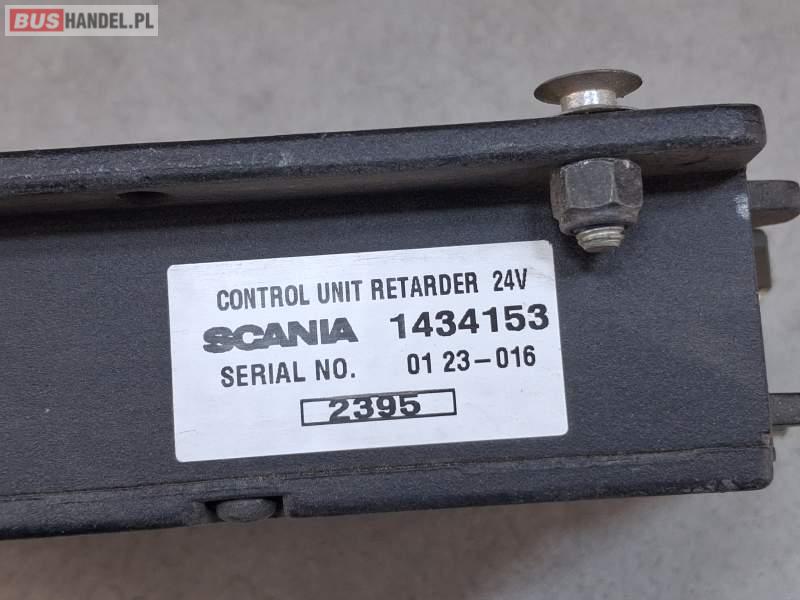 BUSHANDEL.PL
CONTROL UNIT RETARDER 24V
SCANIA 1434153
SERIAL NO. 01 23-016
2395